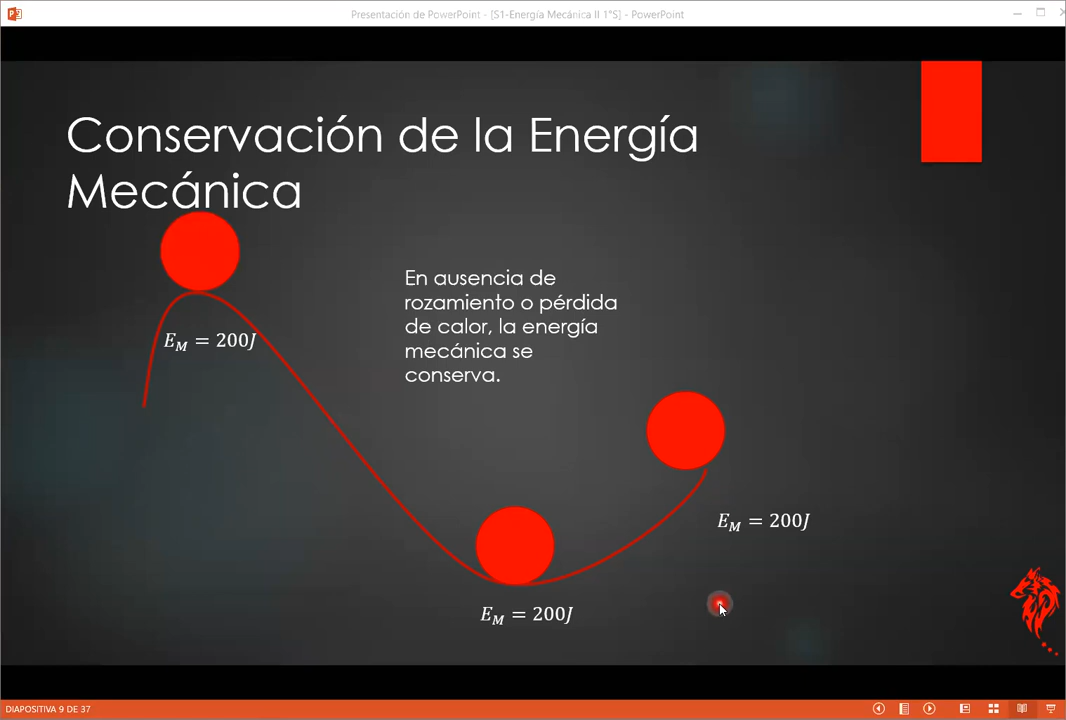 Presentación de PowerPoint - [S1-Energía Mecánica II 1°S] - PowerPoint
Conservación de la Energía
Mecánica
En ausencia de
rozamiento o pérdida
de calor, la energía
mecánica se
conserva.
E_M = 200J
E_M = 200J
E_M = 200J
DIAPOSITIVA 9 DE 37